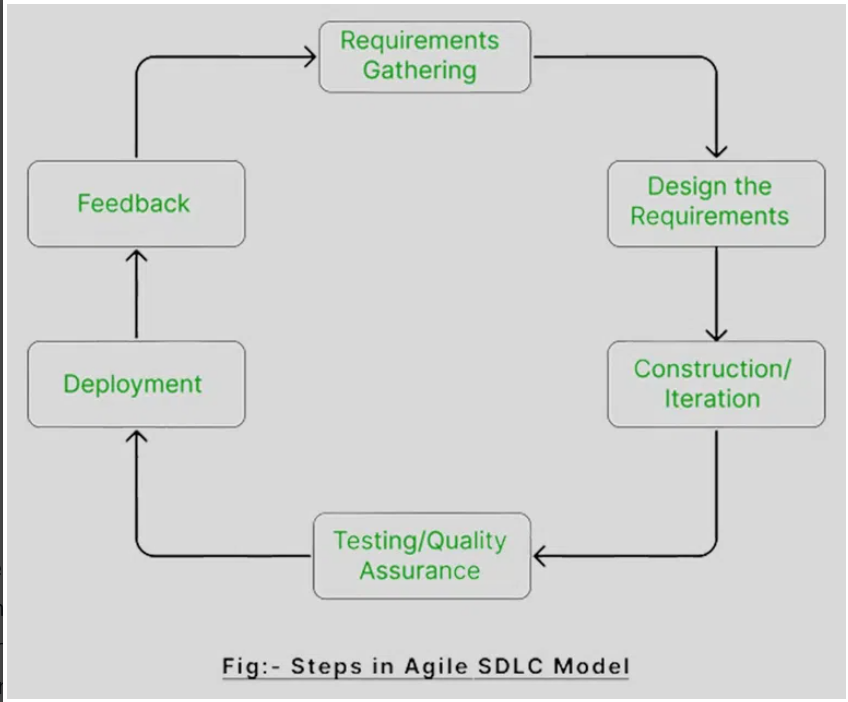 Requirements
Gathering
Design the
Requirements
Construction/
Iteration
Testing/Quality
Assurance
Deployment
Feedback
Fig:- Steps in Agile SDLC Model